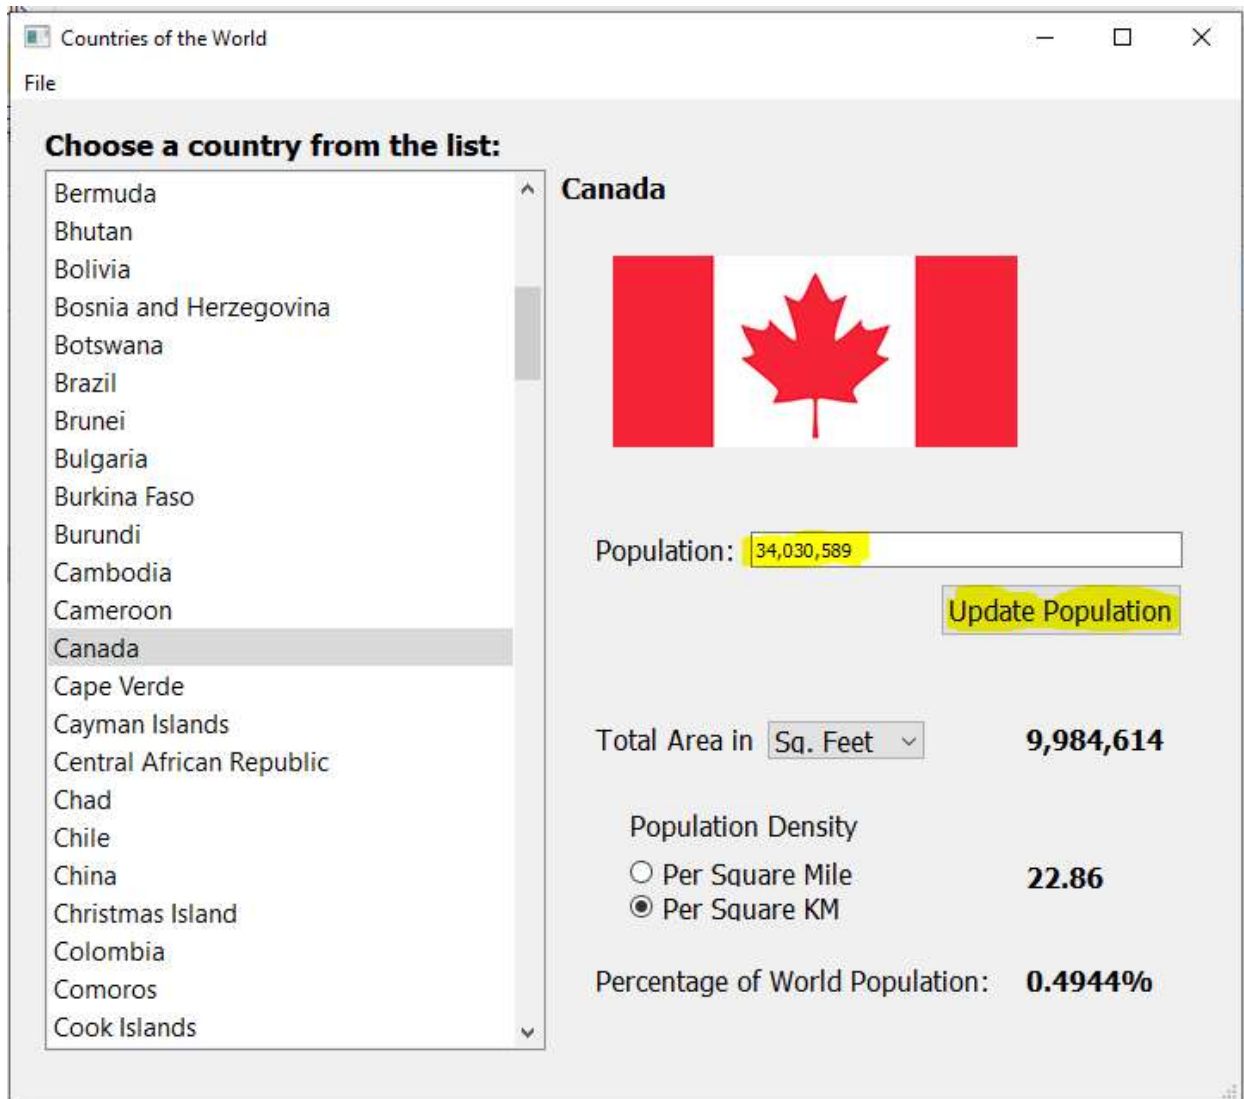 Countries of the World
File
Choose a country from the list:
Bermuda
Bhutan
Bolivia
Bosnia and Herzegovina
Botswana
Brazil
Brunei
Bulgaria
Burkina Faso
Burundi
Cambodia
Cameroon
Canada
Cape Verde
Cayman Islands
Central African Republic
Chad
Chile
China
Christmas Island
Colombia
Comoros
Cook Islands
Canada
Population: 34,030,589
Update Population
Total Area in Sq. Feet 9,984,614
Population Density
Per Square Mile
22.86
Per Square KM
Percentage of World Population: 0.4944%